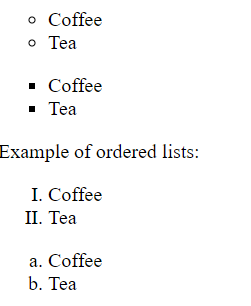 ○ Coffee
○ Tea
▪ Coffee
▪ Tea
Example of ordered lists:
I. Coffee
II. Tea
a. Coffee
b. Tea